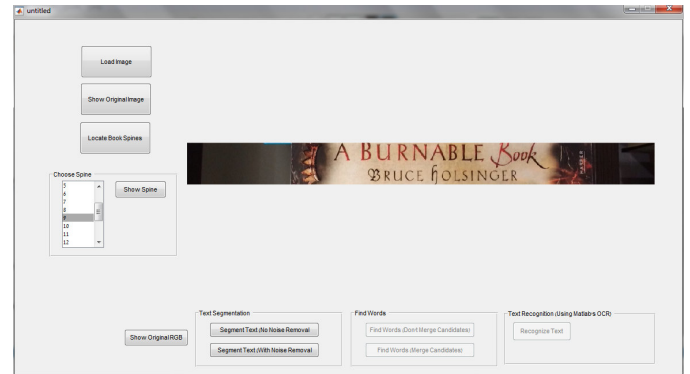 untitled
Load Image
Show Original Image
Locate Book Spines
Choose Spine
5
6
7
8
9
10
11
12
Show Spine
A BURNABLE Book
BRUCE HOLSINGER
Show Original RGB
Text Segmentation
Segment Text (No Noise Removal
Segment Text (With Noise Removal
Find Words
Find Words (Don't Merge Candidates)
Find Words (Merge Candidates)
Text Recognition (Using Matlabs OCR)
Recognize Text